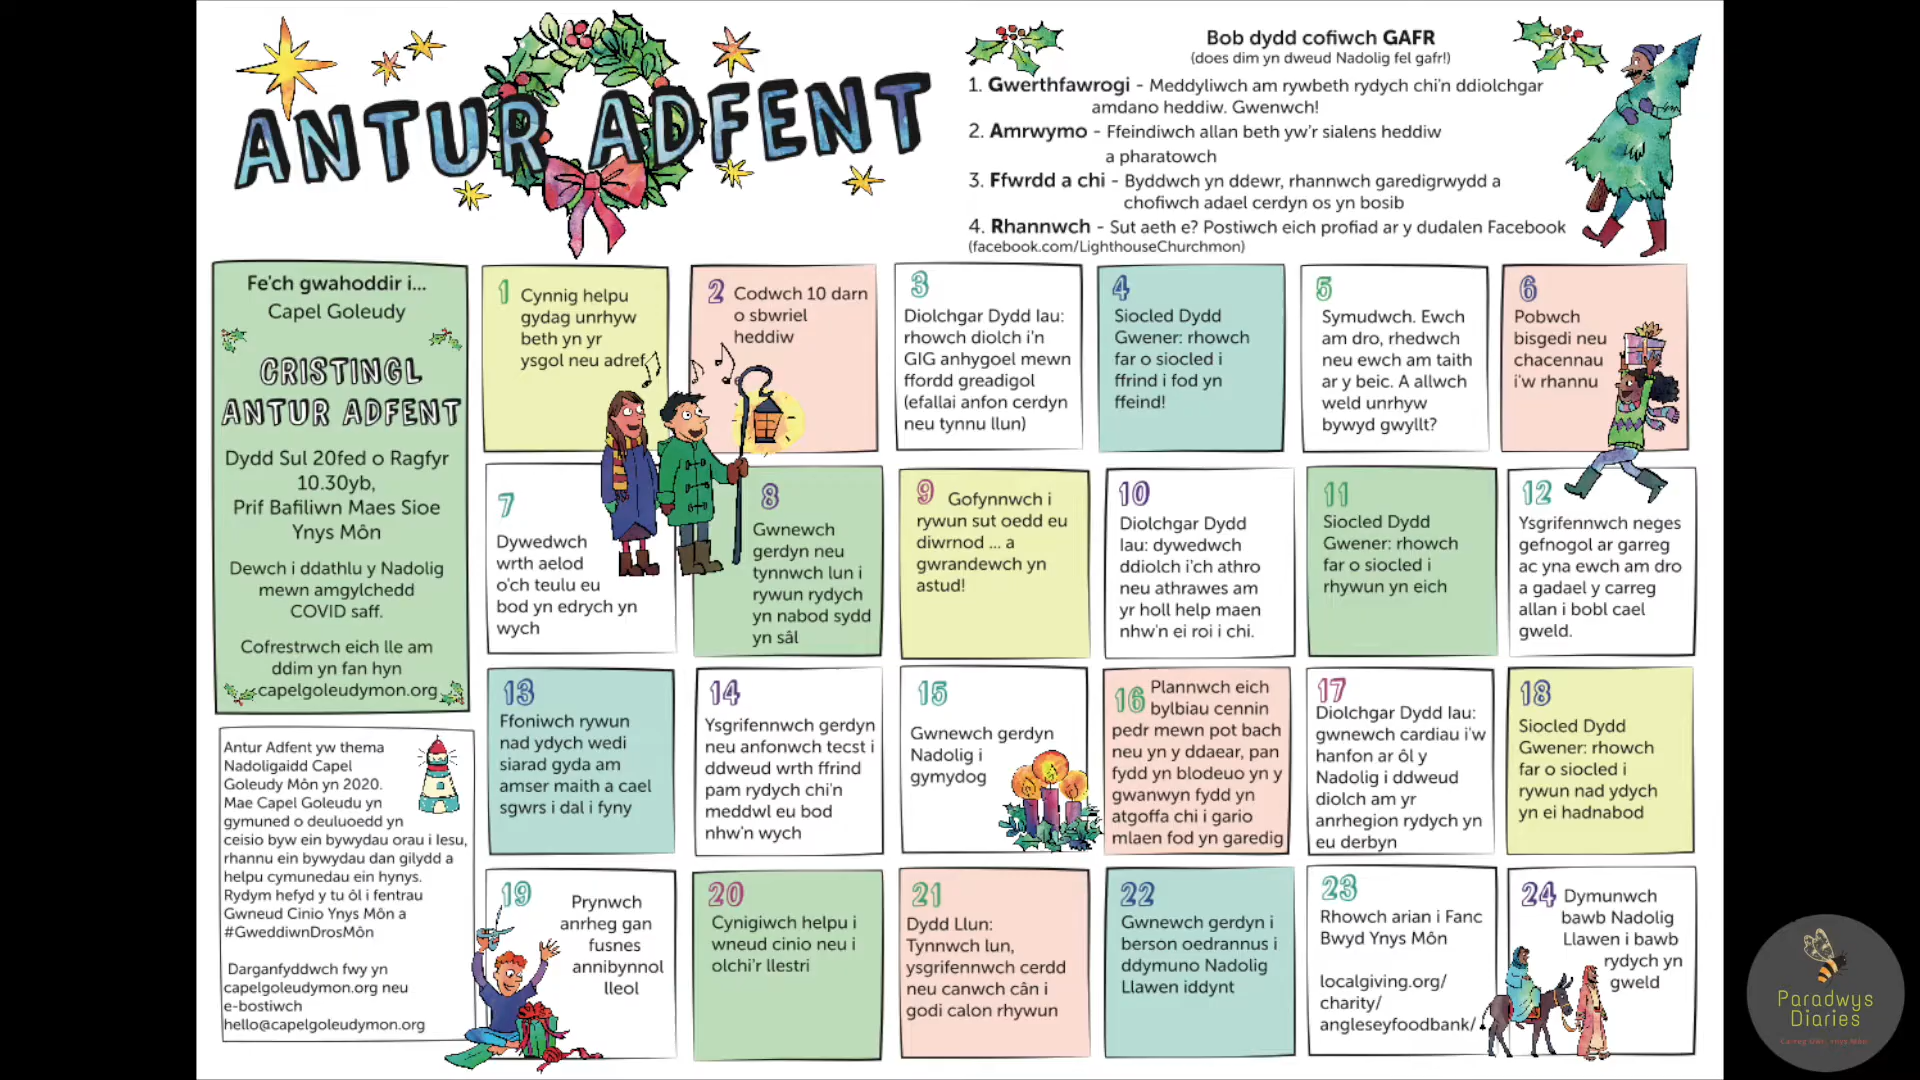 ANTUR ADFENT
Bob dydd cofiwch GAFR
(does dim yn dweud Nadolig fel gafr!)
1. Gwerthfawrogi - Meddyliwch am rywbeth rydych chi'n ddiolchgar
amdano heddiw. Gwenwch!
2. Amrwymo - Ffeindiwch allan beth yw'r sialens heddiw
a pharatowch
3. Ffwrdd a chi - Byddwch yn ddewr, rhannwch garedigrwydd a
chofiwch adael cerdyn os yn bosib
4. Rhannwch - Sut aeth e? Postiwch eich profiad ar y dudalen Facebook
(facebook.com/LighthouseChurchmon)
Fe'ch gwahoddir i...
Capel Goleudy
CRISTINGL
ANTUR ADFENT
Dydd Sul 20fed o Ragfyr
10.30yb,
Prif Bafiliwn Maes Sioe
Ynys Môn
Dewch i ddathlu y Nadolig
mewn amgylchedd
COVID saff.
Cofrestrwch eich lle am
ddim yn fan hyn
capelgoleudymon.org
Antur Adfent yw thema
Nadoligaidd Capel
Goleudy Môn yn 2020.
Mae Capel Goleudu yn
gymuned o deuluoedd yn
ceisio byw ein bywydau orau i Iesu,
rhannu ein bywydau dan gilydd a
helpu cymunedau ein hynys.
Rydym hefyd y tu ôl i fentrau
Gwneud Cinio Ynys Môn a
#GweddiwnDrosMôn
Darganfyddwch fwy yn
capelgoleudymon.org neu
e-bostiwch
hello@capelgoleudymon.org
1 Cynnig helpu
gydag unrhyw
beth yn yr
ysgol neu adref
2 Codwch 10 darn
o sbwriel
heddiw
3
Diolchgar Dydd Iau:
rhowch diolch i'n
GIG anhygoel mewn
ffordd greadigol
(efallai anfon cerdyn
neu tynnu llun)
4
Siocled Dydd
Gwener: rhowch
far o siocled i
ffrind i fod yn
ffeind!
5
Symudwch. Ewch
am dro, rhedwch
neu ewch am taith
ar y beic. A allwch
weld unrhyw
bywyd gwyllt?
6
Pobwch
bisgedi neu
chacennau
i'w rhannu
7
Dywedwch
wrth aelod
o'ch teulu eu
bod yn edrych yn
wych
8
Gwnewch
gerdyn neu
tynnwch lun i
rywun rydych
yn nabod sydd
yn sâl
9 Gofynnwch i
rywun sut oedd eu
diwrnod ... a
gwrandewch yn
astud!
10
Diolchgar Dydd
Iau: dywedwch
ddiolch i'ch athro
neu athrawes am
yr holl help maen
nhw'n ei roi i chi.
11
Siocled Dydd
Gwener: rhowch
far o siocled i
rhywun yn eich
12
Ysgrifennwch neges
gefnogol ar garreg
ac yna ewch am dro
a gadael y carreg
allan i bobl cael
gweld.
13
Ffoniwch rywun
nad ydych wedi
siarad gyda am
amser maith a cael
sgwrs i dal i fyny
14
Ysgrifennwch gerdyn
neu anfonwch tecst i
ddweud wrth ffrind
pam rydych chi'n
meddwl eu bod
nhw'n wych
15
Gwnewch gerdyn
Nadolig i
gymydog
16 Plannwch eich
bylbiau cennin
pedr mewn pot bach
neu yn y ddaear, pan
fydd yn blodeuo yn y
gwanwyn fydd yn
atgoffa chi i gario
mlaen fod yn garedig
17
Diolchgar Dydd Iau:
gwnewch cardiau i'w
hanfon ar ôl y
Nadolig i ddweud
diolch am yr
anrhegion rydych yn
eu derbyn
18
Siocled Dydd
Gwener: rhowch
far o siocled i
rywun nad ydych
yn ei hadnabod
19
Prynwch
anrheg gan
fusnes
annibynnol
lleol
20
Cynigiwch helpu i
wneud cinio neu i
olchi'r llestri
21
Dydd Llun:
Tynnwch lun,
ysgrifennwch cerdd
neu canwch cân i
godi calon rhywun
22
Gwnewch gerdyn i
berson oedrannus i
ddymuno Nadolig
Llawen iddynt
23
Rhowch arian i Fanc
Bwyd Ynys Môn
localgiving.org/
charity/
angleseyfoodbank/
24 Dymunwch
bawb Nadolig
Llawen i bawb
rydych yn
gweld
Paradwys
Diaries
Carreg Gŵr, Ynys Môn